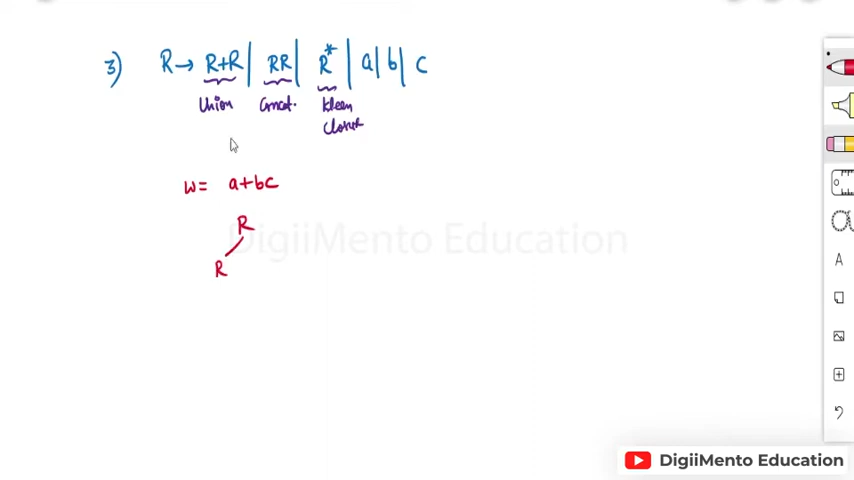 3) R → R+R | RR | R* | a | b | c
Union Concat. Kleen
Closure
w = a+bc
R
DigiiMento Education
R
A
DigiiMento Education